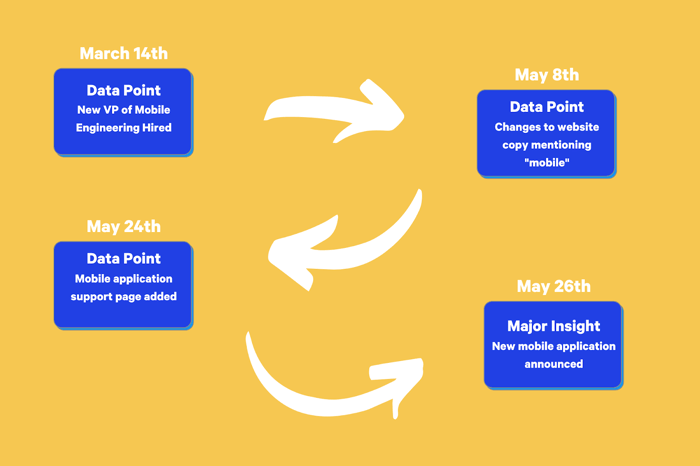 March 14th
Data Point
New VP of Mobile
Engineering Hired
May 8th
Data Point
Changes to website
copy mentioning
"mobile"
May 24th
Data Point
Mobile application
support page added
May 26th
Major Insight
New mobile application
announced